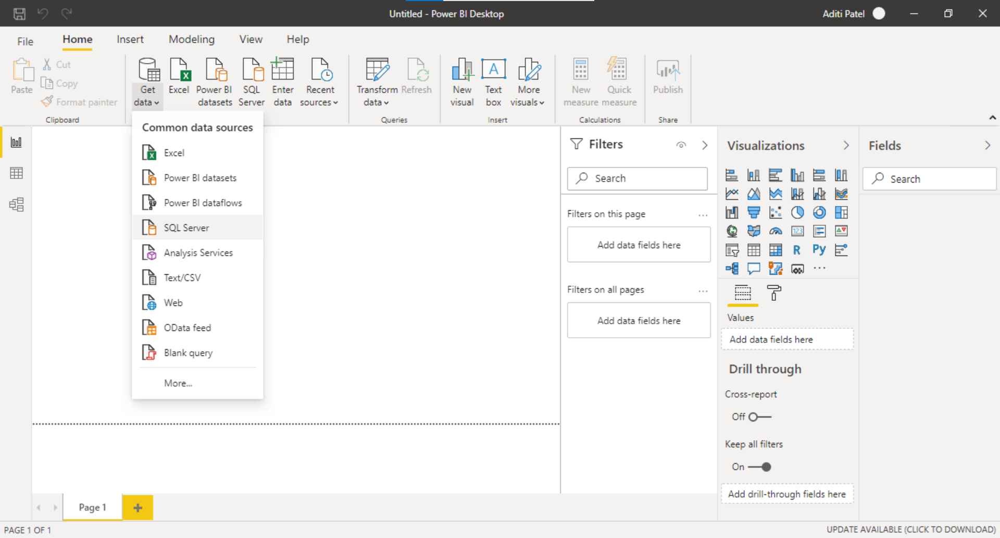 Untitled - Power BI Desktop
Aditi Patel
File
Home
Insert
Modeling
View
Help
Paste
Cut
Copy
Format painter
Clipboard
Get data
Excel
Power BI datasets
SQL Server
Enter data
Recent sources
Transform data
Refresh
Queries
New visual
Text box
More visuals
Insert
New measure
Quick measure
Calculations
Publish
Share
Common data sources
Excel
Power BI datasets
Power BI dataflows
SQL Server
Analysis Services
Text/CSV
Web
OData feed
Blank query
More...
Filters
Search
Filters on this page
...
Add data fields here
Filters on all pages
...
Add data fields here
Visualizations
123
R
Py
...
Values
Add data fields here
Drill through
Cross-report
Off
Keep all filters
On
Add drill-through fields here
Fields
Search
Page 1
PAGE 1 OF 1
UPDATE AVAILABLE (CLICK TO DOWNLOAD)